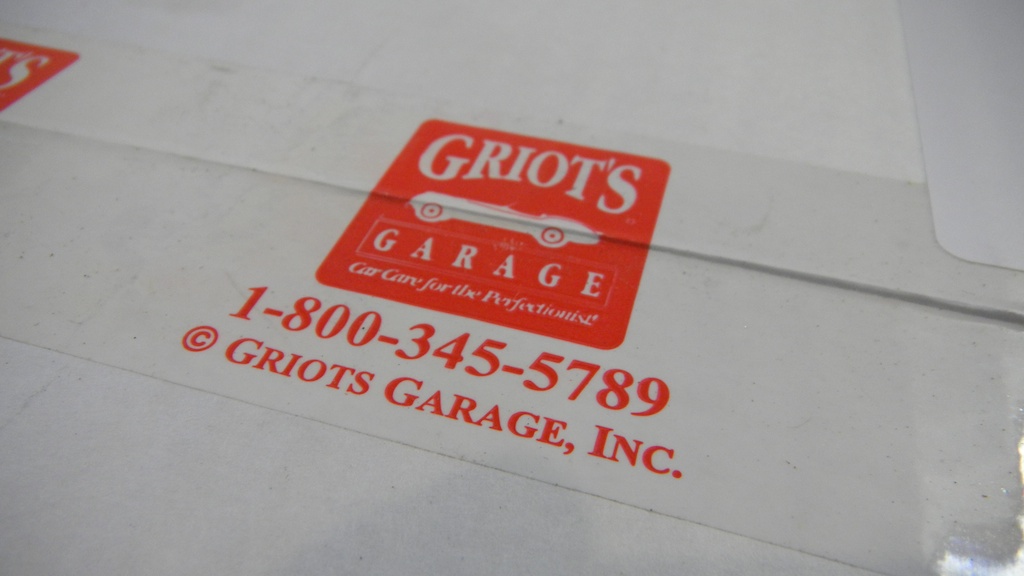 T'S
GRIOT'S
GARAGE
Car Care for the Perfectionist®
1-800-345-5789
© GRIOTS GARAGE, INC.